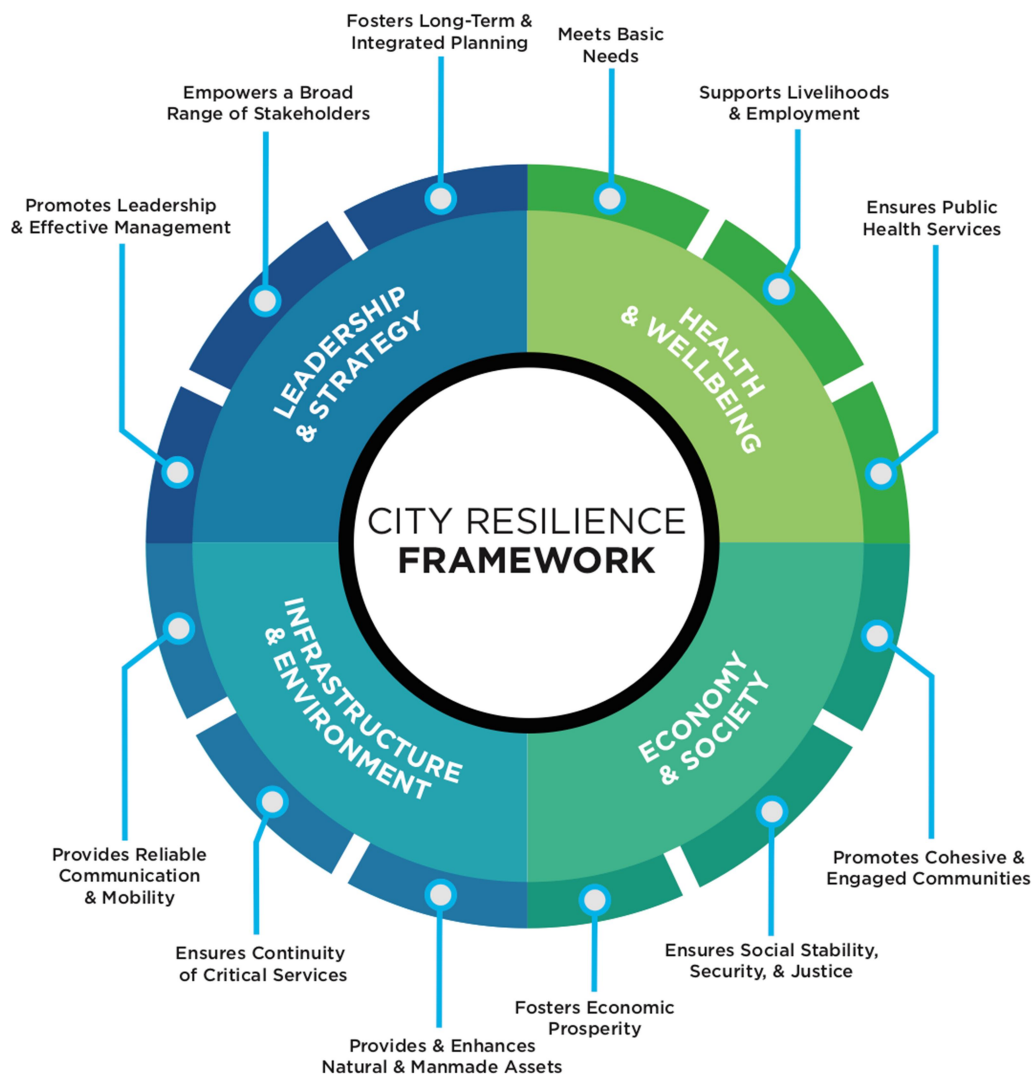 Fosters Long-Term &
Integrated Planning
Meets Basic
Needs
Empowers a Broad
Range of Stakeholders
Supports Livelihoods
& Employment
Promotes Leadership
& Effective Management
Ensures Public
Health Services
LEADERSHIP
& STRATEGY
HEALTH
& WELLBEING
CITY RESILIENCE
FRAMEWORK
INFRASTRUCTURE
& ENVIRONMENT
ECONOMY
& SOCIETY
Provides Reliable
Communication
& Mobility
Promotes Cohesive &
Engaged Communities
Ensures Continuity
of Critical Services
Ensures Social Stability,
Security, & Justice
Fosters Economic
Prosperity
Provides & Enhances
Natural & Manmade Assets